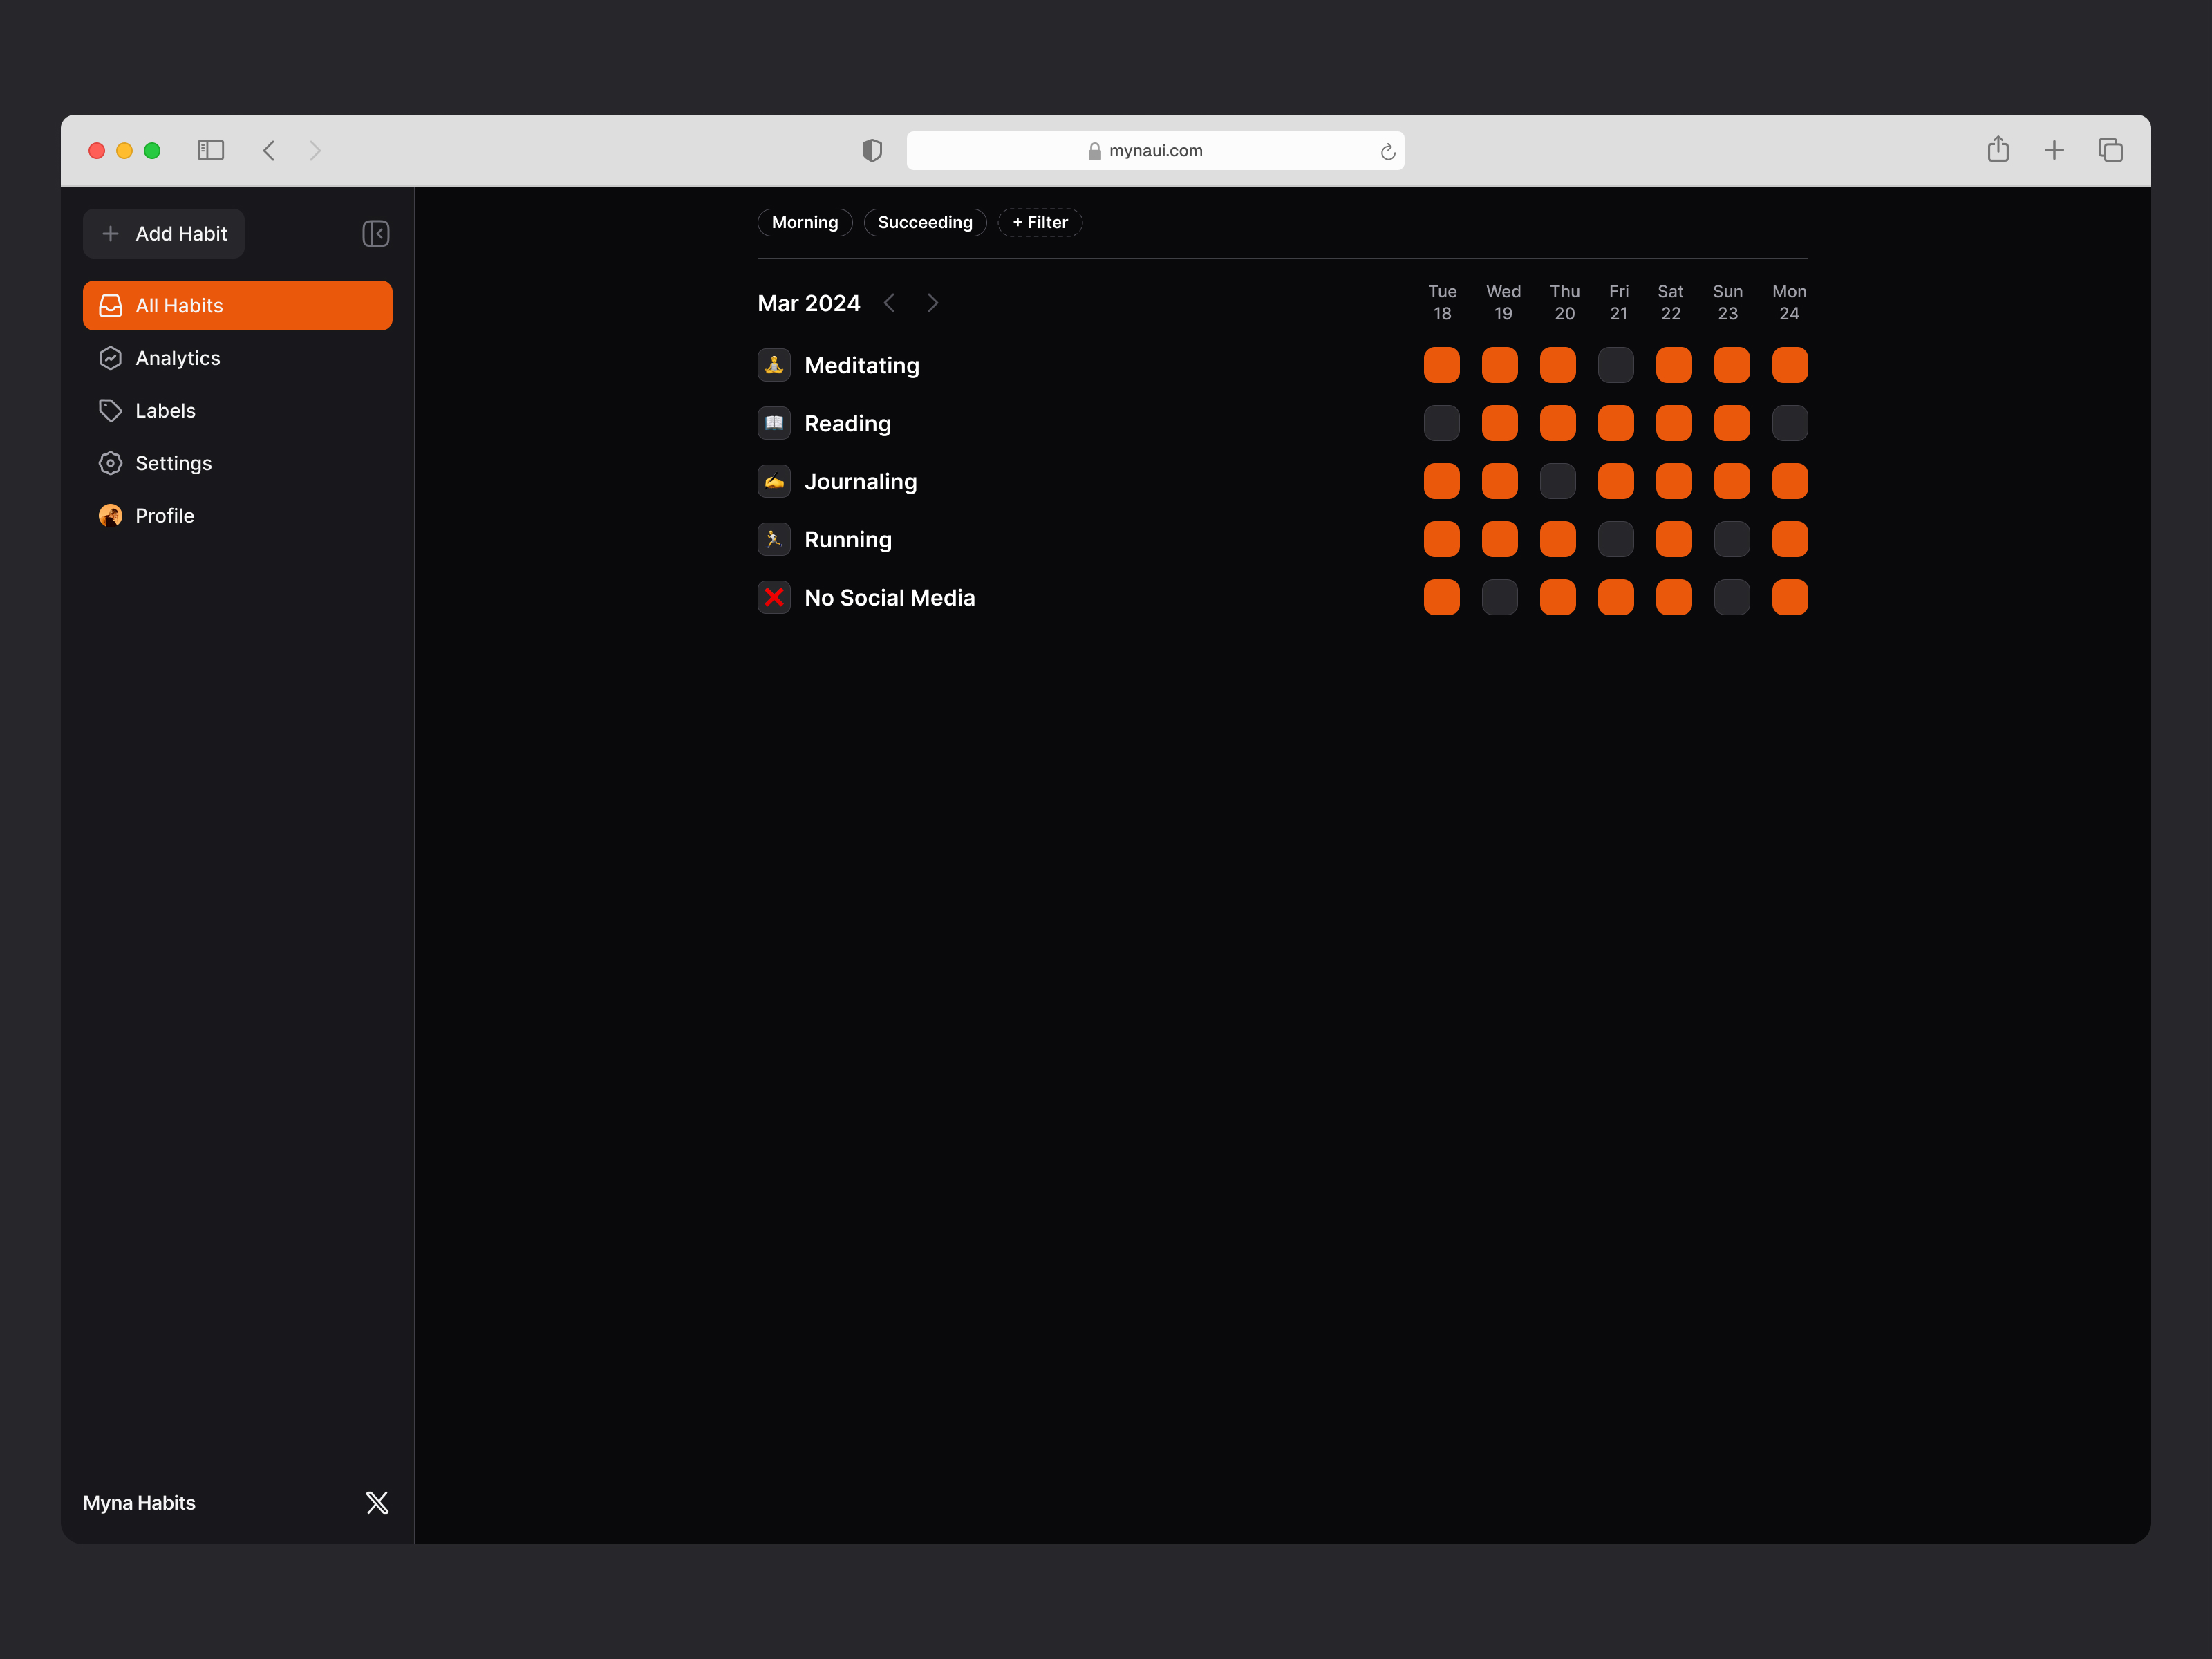 mynaui.com
Add Habit
All Habits
Analytics
Labels
Settings
Profile
Myna Habits
Morning Succeeding + Filter
Mar 2024
Tue Wed Thu Fri Sat Sun Mon
18 19 20 21 22 23 24
Meditating
Reading
Journaling
Running
No Social Media